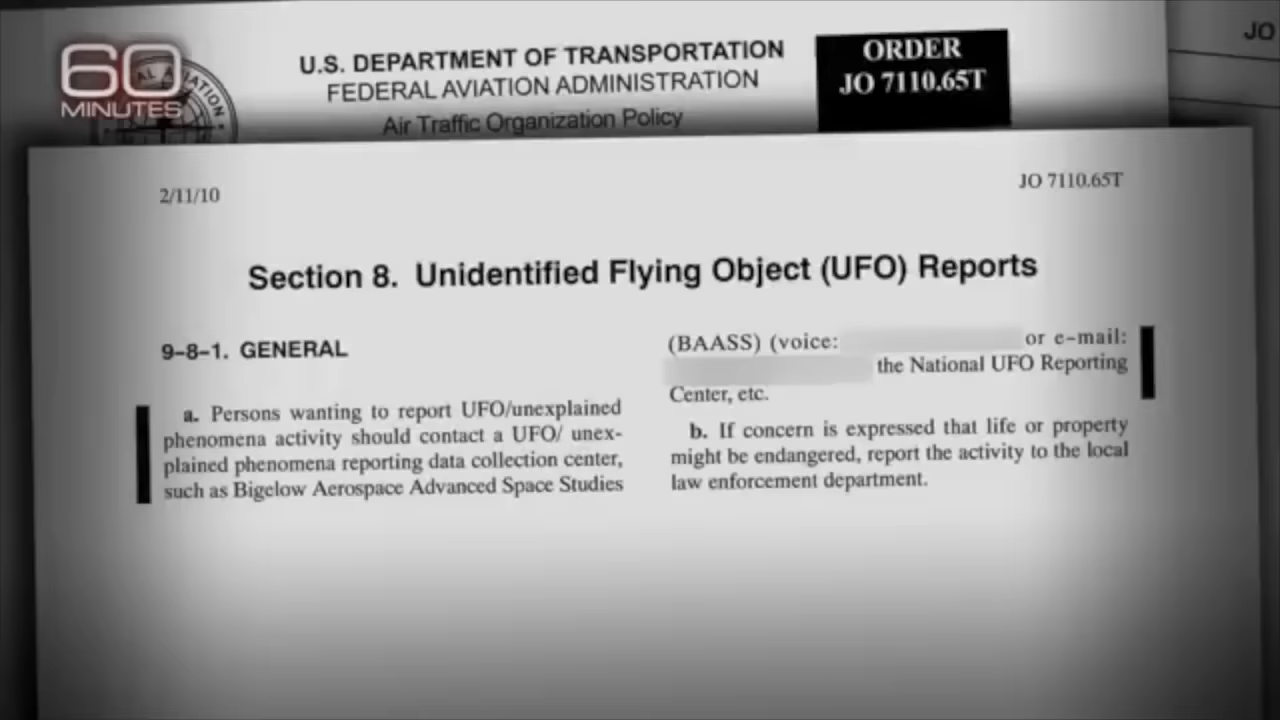 60
MINUTES
U.S. DEPARTMENT OF TRANSPORTATION
FEDERAL AVIATION ADMINISTRATION
Air Traffic Organization Policy
ORDER
JO 7110.65T
JO
2/11/10
JO 7110.65T
Section 8. Unidentified Flying Object (UFO) Reports
9–8–1. GENERAL
a. Persons wanting to report UFO/unexplained
phenomena activity should contact a UFO/ unex-
plained phenomena reporting data collection center,
such as Bigelow Aerospace Advanced Space Studies
(BAASS) (voice: or e–mail:
the National UFO Reporting
Center, etc.
b. If concern is expressed that life or property
might be endangered, report the activity to the local
law enforcement department.